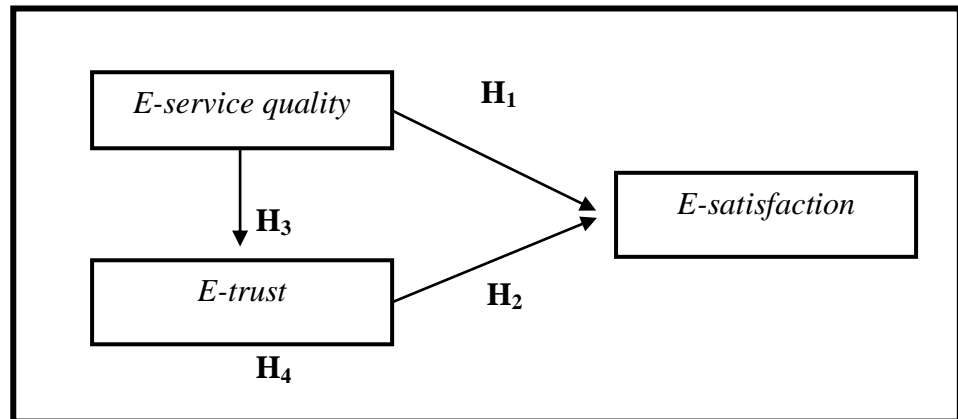 E-service quality
H₁
E-satisfaction
H₃
E-trust
H₂
H₄